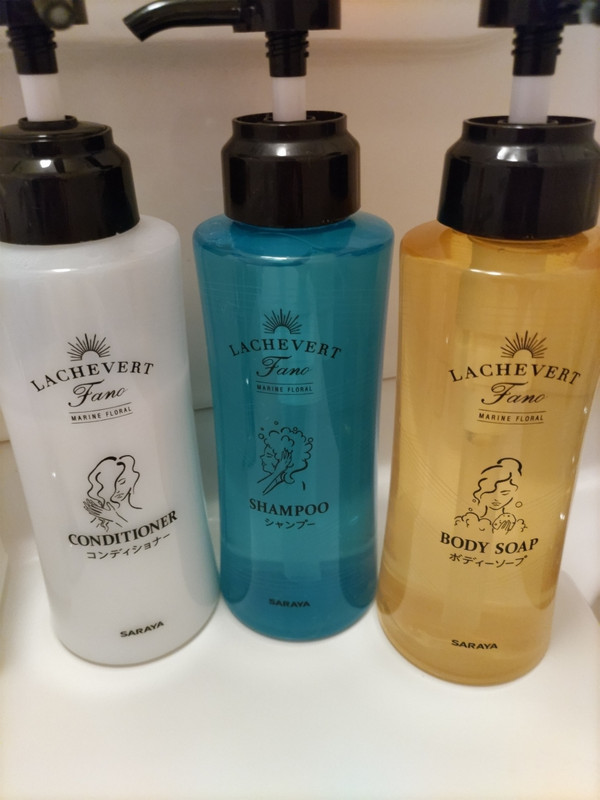 LACHEVERT
Fano
MARINE FLORAL
CONDITIONER
コンディショナー
SARAYA
LACHEVERT
Fano
MARINE FLORAL
SHAMPOO
シャンプー
SARAYA
LACHEVERT
Fano
MARINE FLORAL
BODY SOAP
ボディーソープ
SARAYA